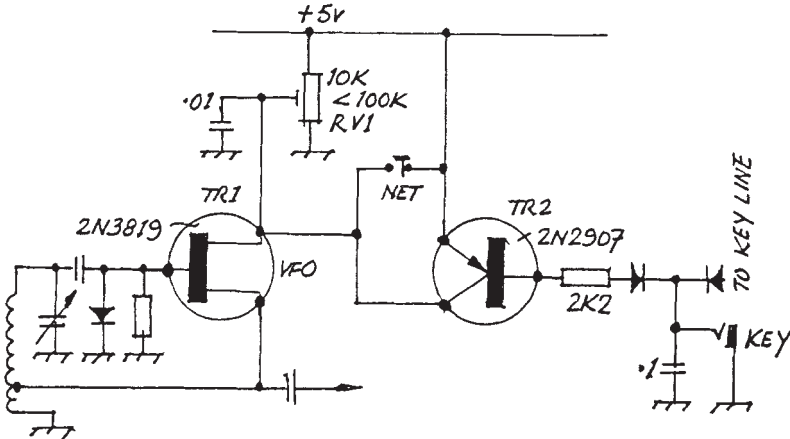 +5v
10K
<100K
RV1
.01
NET
TR1
2N3819
VFO
TR2
2N2907
2K2
TO KEY LINE
KEY
.1